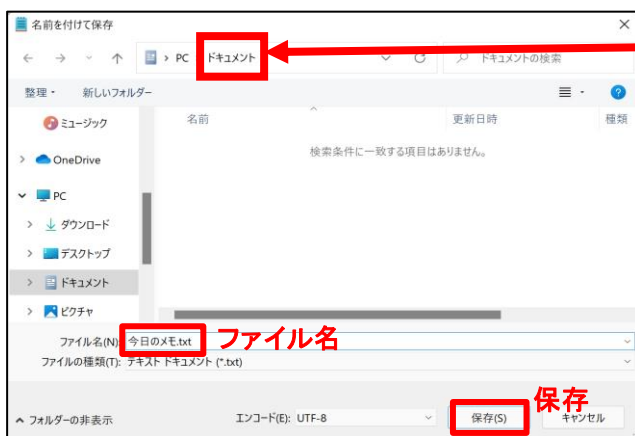 名前を付けて保存
PC ドキュメント
ドキュメントの検索
整理 新しいフォルダー
ミュージック
OneDrive
PC
ダウンロード
デスクトップ
ドキュメント
ピクチャ
名前 更新日時 種類
検索条件に一致する項目はありません。
ファイル名(N): 今日のメモ.txt ファイル名
ファイルの種類(T): テキスト ドキュメント (*.txt)
保存
フォルダーの非表示 エンコード(E): UTF-8 保存(S) キャンセル